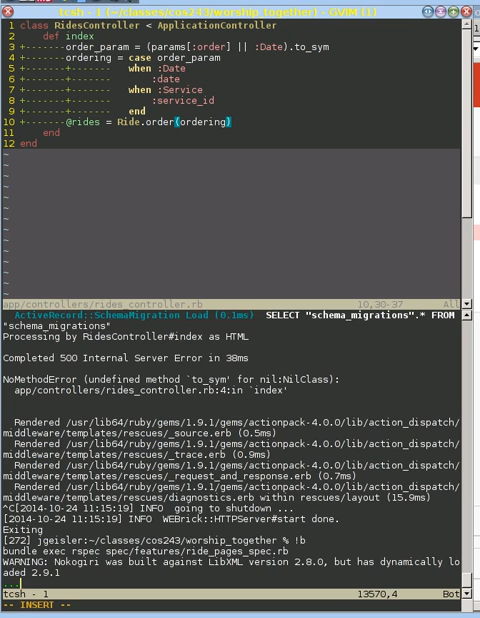 tcsh - 1 (~/classes/cos243/worship_together) - GVIM (1)
1 class RidesController < ApplicationController
2     def index
3 +-------order_param = (params[:order] || :Date).to_sym
4 +-------ordering = case order_param
5 +-------+-------   when :Date
6 +-------+-------       :date
7 +-------+-------   when :Service
8 +-------+-------       :service_id
9 +-------+-------   end
10 +-------@rides = Ride.order(ordering)
11     end
12 end
~
~
~
~
~
~
~
~
~
~
~
~
~
app/controllers/rides_controller.rb 10,30-37 All
ActiveRecord::SchemaMigration Load (0.1ms)  SELECT "schema_migrations".* FROM
"schema_migrations"
Processing by RidesController#index as HTML
Completed 500 Internal Server Error in 38ms
NoMethodError (undefined method `to_sym' for nil:NilClass):
app/controllers/rides_controller.rb:4:in `index'
Rendered /usr/lib64/ruby/gems/1.9.1/gems/actionpack-4.0.0/lib/action_dispatch/
middleware/templates/rescues/_source.erb (0.5ms)
Rendered /usr/lib64/ruby/gems/1.9.1/gems/actionpack-4.0.0/lib/action_dispatch/
middleware/templates/rescues/_trace.erb (0.9ms)
Rendered /usr/lib64/ruby/gems/1.9.1/gems/actionpack-4.0.0/lib/action_dispatch/
middleware/templates/rescues/_request_and_response.erb (0.7ms)
Rendered /usr/lib64/ruby/gems/1.9.1/gems/actionpack-4.0.0/lib/action_dispatch/
middleware/templates/rescues/diagnostics.erb within rescues/layout (15.9ms)
^C[2014-10-24 11:15:19] INFO  going to shutdown ...
[2014-10-24 11:15:19] INFO  WEBrick::HTTPServer#start done.
Exiting
[272] jgeisler:~/classes/cos243/worship_together % !b
bundle exec rspec spec/features/ride_pages_spec.rb
WARNING: Nokogiri was built against LibXML version 2.8.0, but has dynamically lo
aded 2.9.1
...
tcsh - 1 13570,4 Bot
-- INSERT --